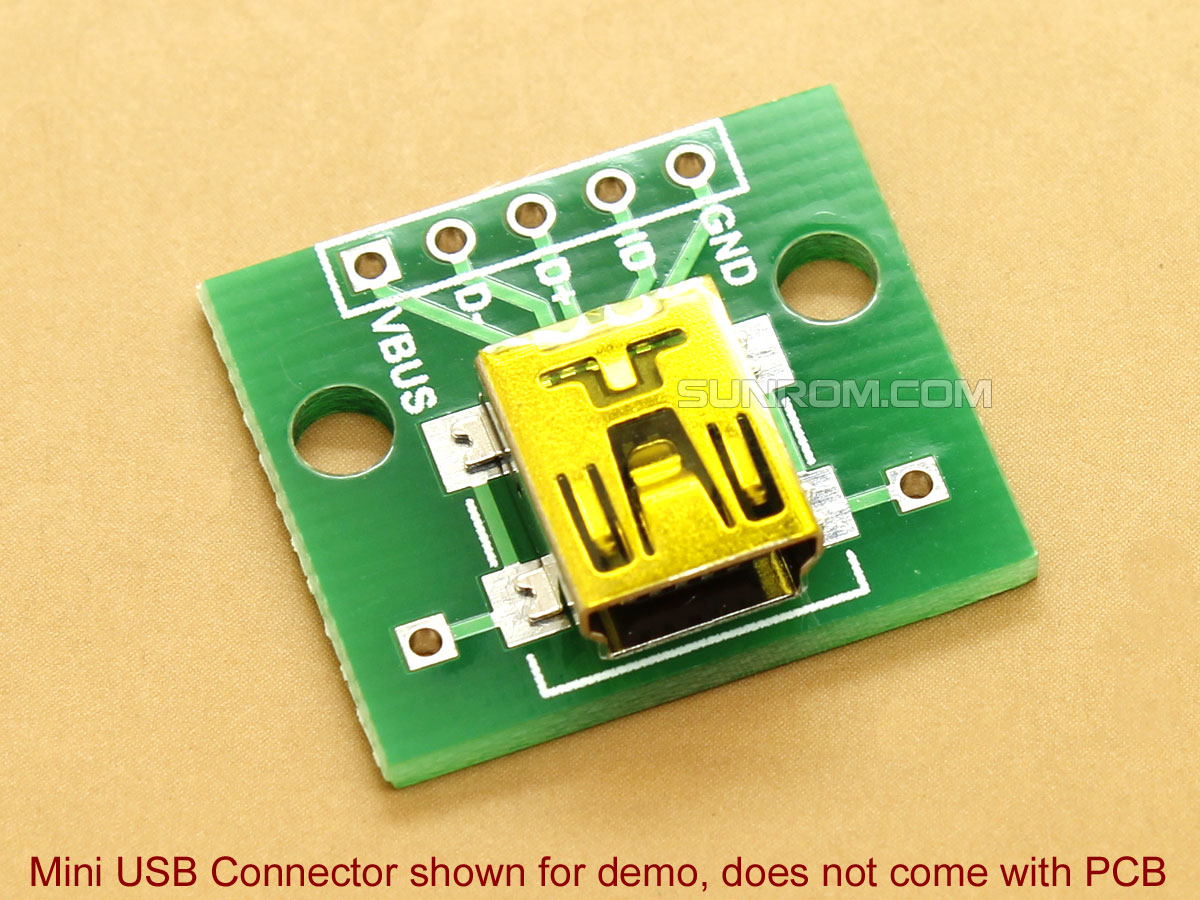 GND
ID
D+
D-
VBUS
SUNROM.COM
Mini USB Connector shown for demo, does not come with PCB